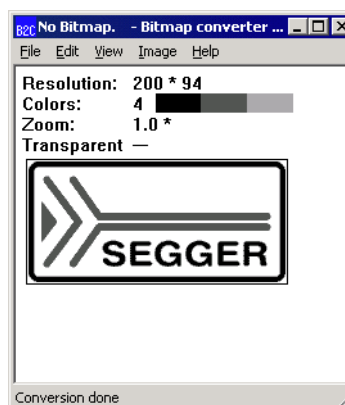 B2C No Bitmap. - Bitmap converter ...
File Edit View Image Help
Resolution: 200 * 94
Colors: 4
Zoom: 1.0 *
Transparent —
SEGGER
Conversion done